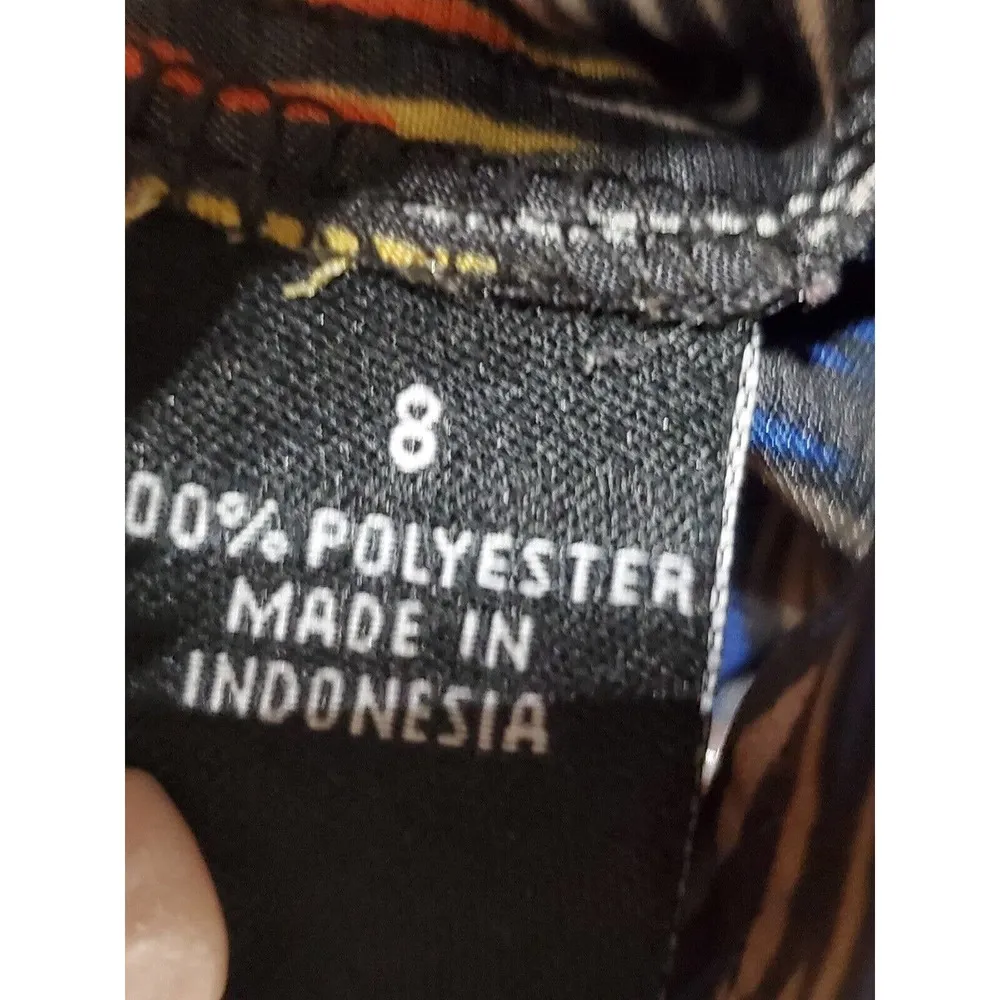 8
00% POLYESTER
MADE IN
INDONESIA